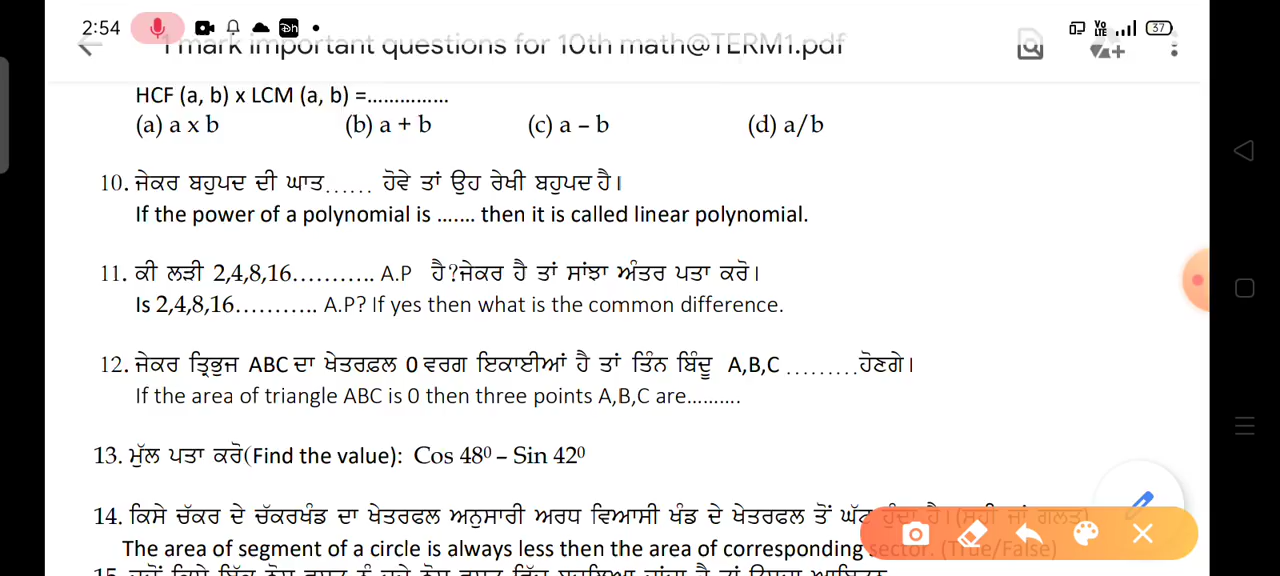 2:54
37
1 mark important questions for 10th math@TERM1.pdf
HCF (a, b) x LCM (a, b) =...............
(a) a x b (b) a + b (c) a – b (d) a/b
10. ਜੇਕਰ ਬਹੁਪਦ ਦੀ ਘਾਤ...... ਹੋਵੇ ਤਾਂ ਉਹ ਰੇਖੀ ਬਹੁਪਦ ਹੈ।
If the power of a polynomial is ....... then it is called linear polynomial.
11. ਕੀ ਲੜੀ 2,4,8,16........... A.P ਹੈ?ਜੇਕਰ ਹੈ ਤਾਂ ਸਾਂਝਾ ਅੰਤਰ ਪਤਾ ਕਰੋ।
Is 2,4,8,16........... A.P? If yes then what is the common difference.
12. ਜੇਕਰ ਤ੍ਰਿਭੁਜ ABC ਦਾ ਖੇਤਰਫ਼ਲ 0 ਵਰਗ ਇਕਾਈਆਂ ਹੈ ਤਾਂ ਤਿੰਨ ਬਿੰਦੂ A,B,C .........ਹੋਣਗੇ।
If the area of triangle ABC is 0 then three points A,B,C are..........
13. ਮੁੱਲ ਪਤਾ ਕਰੋ(Find the value): Cos 48⁰ – Sin 42⁰
14. ਕਿਸੇ ਚੱਕਰ ਦੇ ਚੱਕਰਖੰਡ ਦਾ ਖੇਤਰਫਲ ਅਨੁਸਾਰੀ ਅਰਧ ਵਿਆਸੀ ਖੰਡ ਦੇ ਖੇਤਰਫਲ ਤੋਂ ਘੱਟ ਹੁੰਦਾ ਹੈ। (ਸਹੀ ਜਾਂ ਗਲਤ)
The area of segment of a circle is always less then the area of corresponding sector. (True/False)